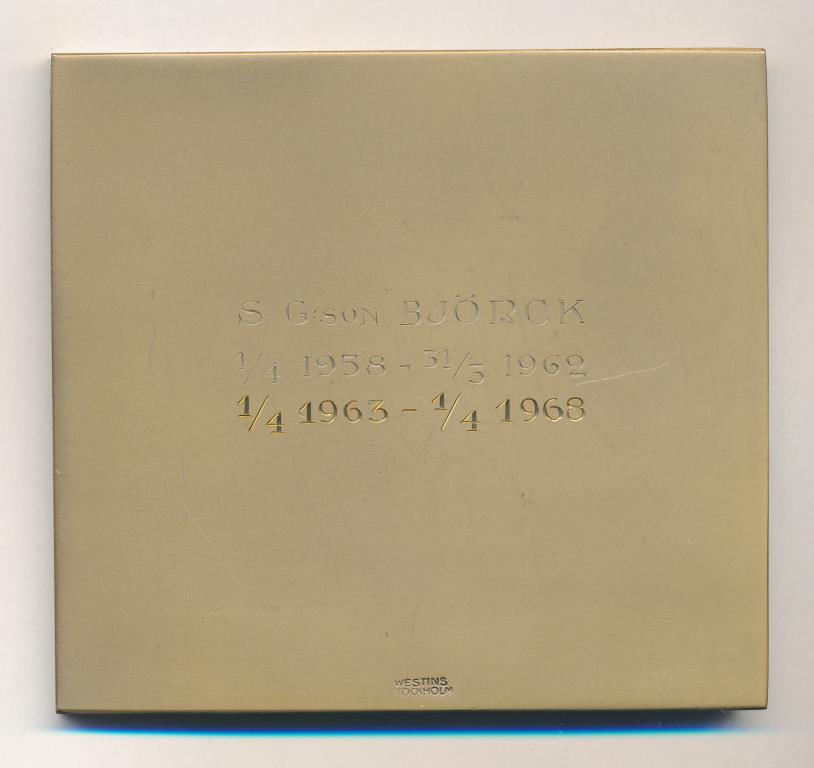 S G:SON BJÖRCK
1/4 1958 - 31/3 1962
1/4 1963 - 1/4 1968
WESTINS
STOCKHOLM